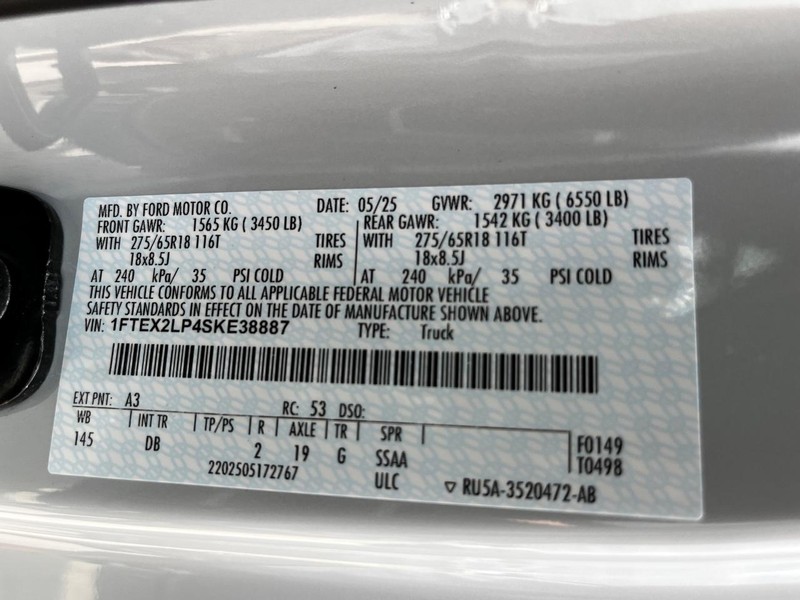 MFD. BY FORD MOTOR CO. DATE: 05/25 GVWR: 2971 KG ( 6550 LB)
FRONT GAWR: 1565 KG ( 3450 LB) REAR GAWR: 1542 KG ( 3400 LB)
WITH 275/65R18 116T TIRES WITH 275/65R18 116T TIRES
18x8.5J RIMS 18x8.5J RIMS
AT 240 kPa/ 35 PSI COLD AT 240 kPa/ 35 PSI COLD
THIS VEHICLE CONFORMS TO ALL APPLICABLE FEDERAL MOTOR VEHICLE
SAFETY STANDARDS IN EFFECT ON THE DATE OF MANUFACTURE SHOWN ABOVE.
VIN: 1FTEX2LP4SKE38887 TYPE: Truck
EXT PNT: A3 RC: 53 DSO:
WB INT TR TP/PS R AXLE TR SPR F0149
145 DB 2 19 G SSAA T0498
2202505172767 ULC RU5A-3520472-AB